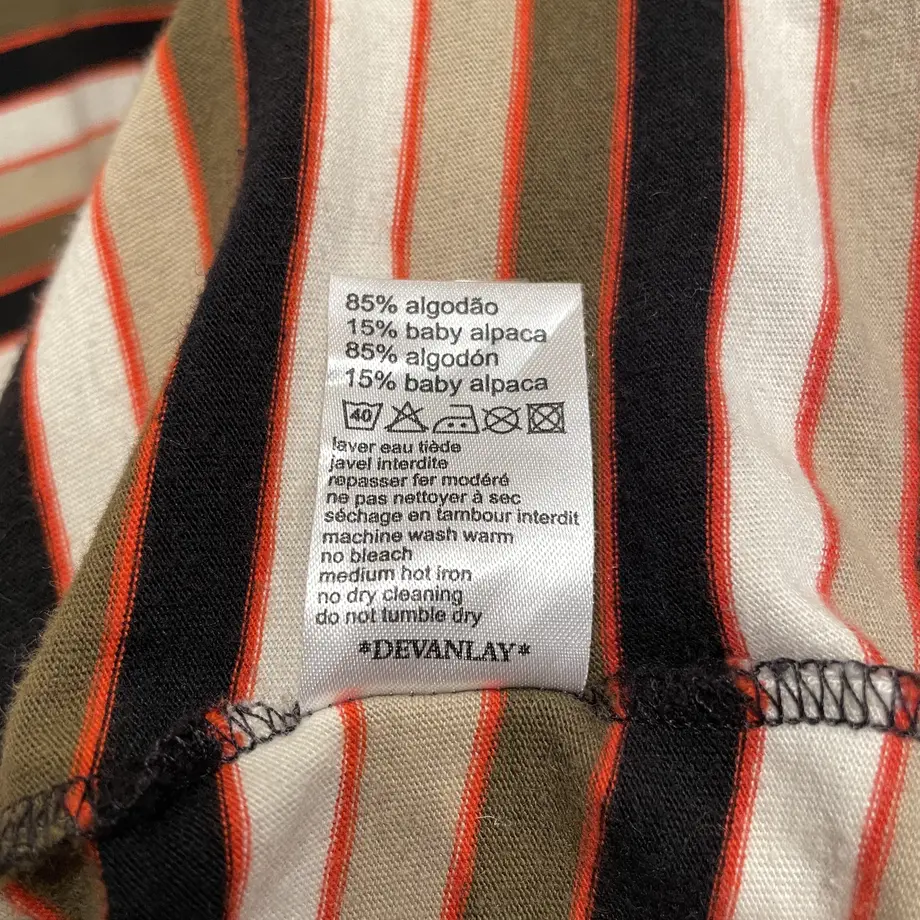 85% algodão
15% baby alpaca
85% algodón
15% baby alpaca
40
laver eau tiède
javel interdite
repasser fer modéré
ne pas nettoyer à sec
séchage en tambour interdit
machine wash warm
no bleach
medium hot iron
no dry cleaning
do not tumble dry
*DEVANLAY*